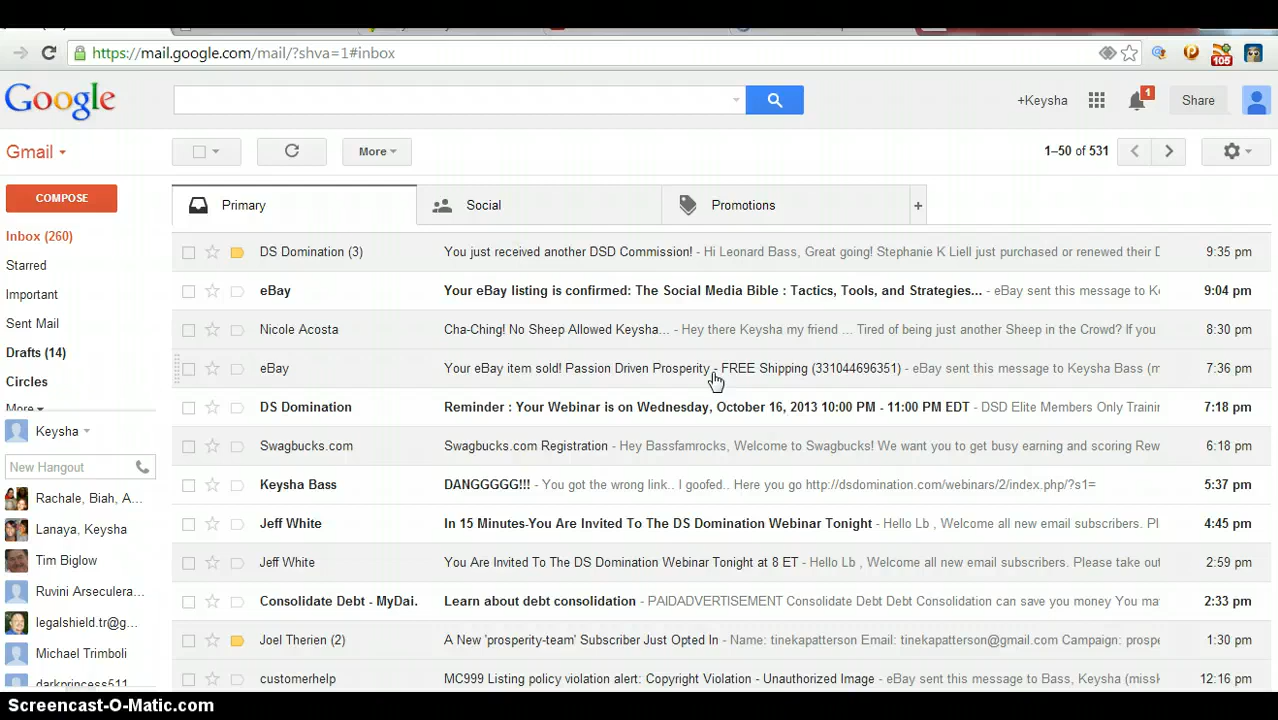 https://mail.google.com/mail/?shva=1#inbox
105
Google
+Keysha
1
Share
Gmail
More
1–50 of 531
COMPOSE
Primary
Social
Promotions
+
Inbox (260)
Starred
Important
Sent Mail
Drafts (14)
Circles
More
Keysha
New Hangout
Rachale, Biah, A...
Lanaya, Keysha
Tim Biglow
Ruvini Arseculera...
legalshield.tr@g...
Michael Trimboli
darkprincess511
DS Domination (3) You just received another DSD Commission! - Hi Leonard Bass, Great going! Stephanie K Liell just purchased or renewed their D 9:35 pm
eBay Your eBay listing is confirmed: The Social Media Bible : Tactics, Tools, and Strategies... - eBay sent this message to Ke 9:04 pm
Nicole Acosta Cha-Ching! No Sheep Allowed Keysha... - Hey there Keysha my friend ... Tired of being just another Sheep in the Crowd? If you 8:30 pm
eBay Your eBay item sold! Passion Driven Prosperity - FREE Shipping (331044696351) - eBay sent this message to Keysha Bass (m 7:36 pm
DS Domination Reminder : Your Webinar is on Wednesday, October 16, 2013 10:00 PM - 11:00 PM EDT - DSD Elite Members Only Trainin 7:18 pm
Swagbucks.com Swagbucks.com Registration - Hey Bassfamrocks, Welcome to Swagbucks! We want you to get busy earning and scoring Rew 6:18 pm
Keysha Bass DANGGGGG!!! - You got the wrong link.. I goofed.. Here you go http://dsdomination.com/webinars/2/index.php/?s1= 5:37 pm
Jeff White In 15 Minutes-You Are Invited To The DS Domination Webinar Tonight - Hello Lb , Welcome all new email subscribers. Pl 4:45 pm
Jeff White You Are Invited To The DS Domination Webinar Tonight at 8 ET - Hello Lb , Welcome all new email subscribers. Please take out 2:59 pm
Consolidate Debt - MyDai. Learn about debt consolidation - PAIDADVERTISEMENT Consolidate Debt Debt Consolidation can save you money You ma 2:33 pm
Joel Therien (2) A New 'prosperity-team' Subscriber Just Opted In - Name: tinekapatterson Email: tinekapatterson@gmail.com Campaign: prospe 1:30 pm
customerhelp MC999 Listing policy violation alert: Copyright Violation - Unauthorized Image - eBay sent this message to Bass, Keysha (missk 12:16 pm
Screencast-O-Matic.com